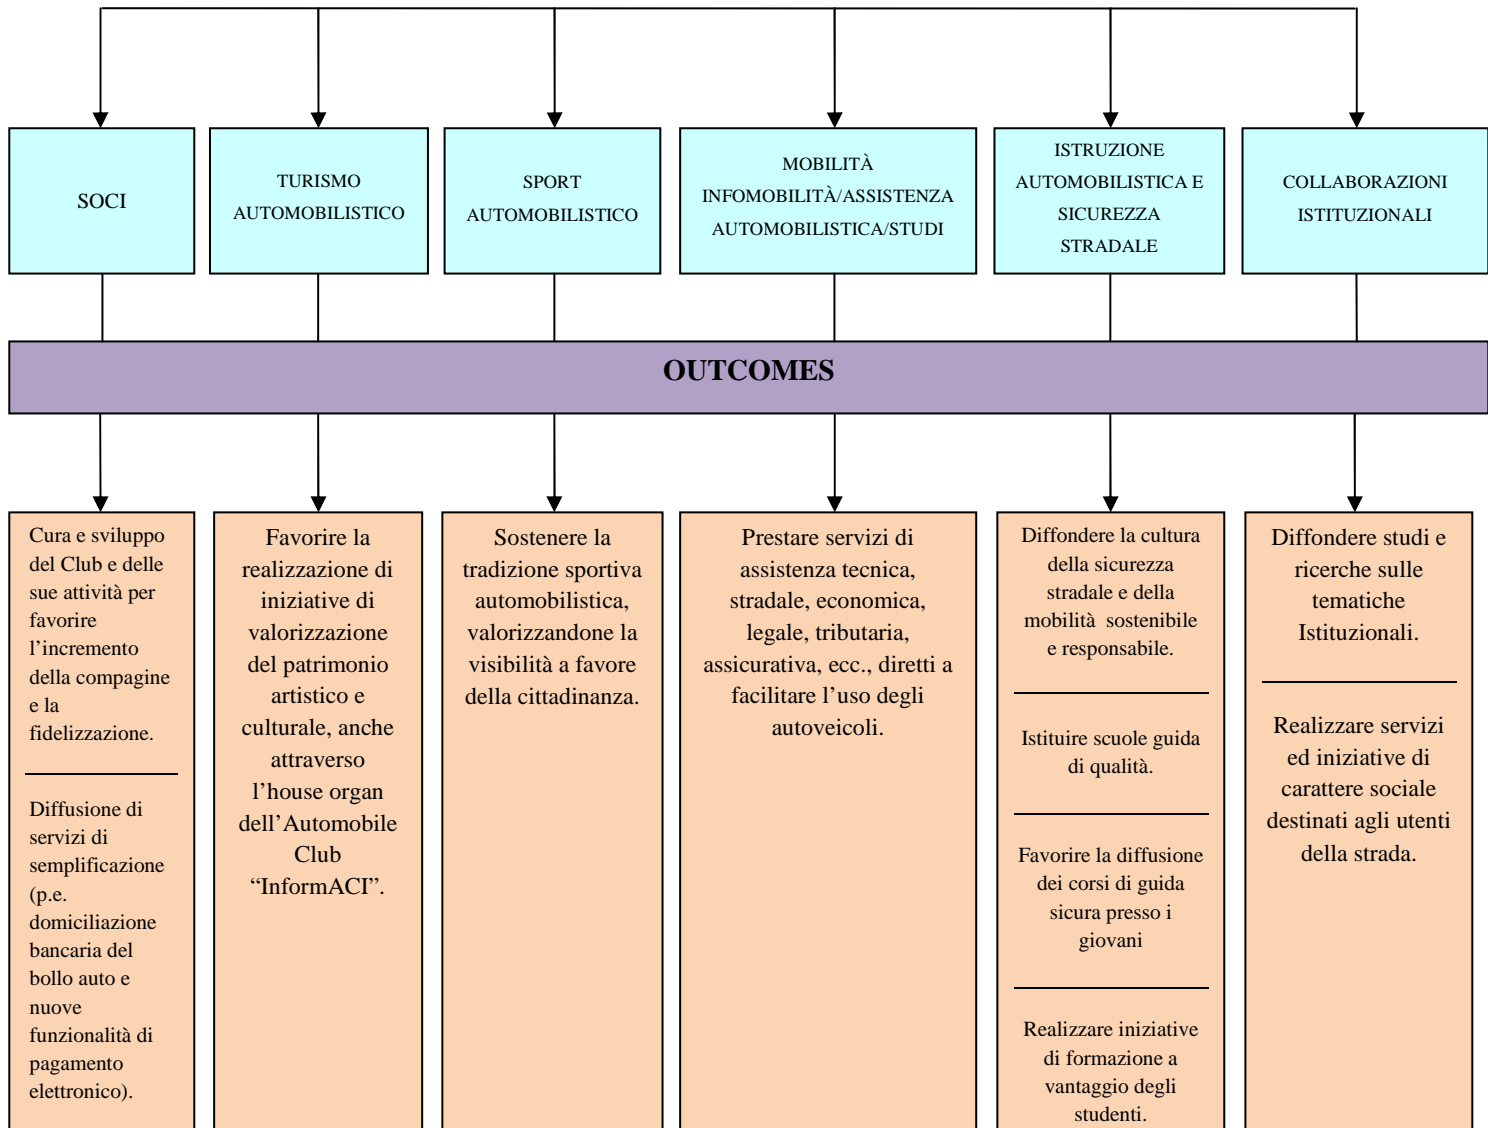 SOCI
TURISMO
AUTOMOBILISTICO
SPORT
AUTOMOBILISTICO
MOBILITÀ
INFOMOBILITÀ/ASSISTENZA
AUTOMOBILISTICA/STUDI
ISTRUZIONE
AUTOMOBILISTICA E
SICUREZZA
STRADALE
COLLABORAZIONI
ISTITUZIONALI
OUTCOMES
Cura e sviluppo
del Club e delle
sue attività per
favorire
l’incremento
della compagine
e la
fidelizzazione.
Diffusione di
servizi di
semplificazione
(p.e.
domiciliazione
bancaria del
bollo auto e
nuove
funzionalità di
pagamento
elettronico).
Favorire la
realizzazione di
iniziative di
valorizzazione
del patrimonio
artistico e
culturale, anche
attraverso
l’house organ
dell’Automobile
Club
“InformACI”.
Sostenere la
tradizione sportiva
automobilistica,
valorizzandone la
visibilità a favore
della cittadinanza.
Prestare servizi di
assistenza tecnica,
stradale, economica,
legale, tributaria,
assicurativa, ecc., diretti a
facilitare l’uso degli
autoveicoli.
Diffondere la cultura
della sicurezza
stradale e della
mobilità sostenibile
e responsabile.
Istituire scuole guida
di qualità.
Favorire la diffusione
dei corsi di guida
sicura presso i
giovani
Realizzare iniziative
di formazione a
vantaggio degli
studenti.
Diffondere studi e
ricerche sulle
tematiche
Istituzionali.
Realizzare servizi
ed iniziative di
carattere sociale
destinati agli utenti
della strada.